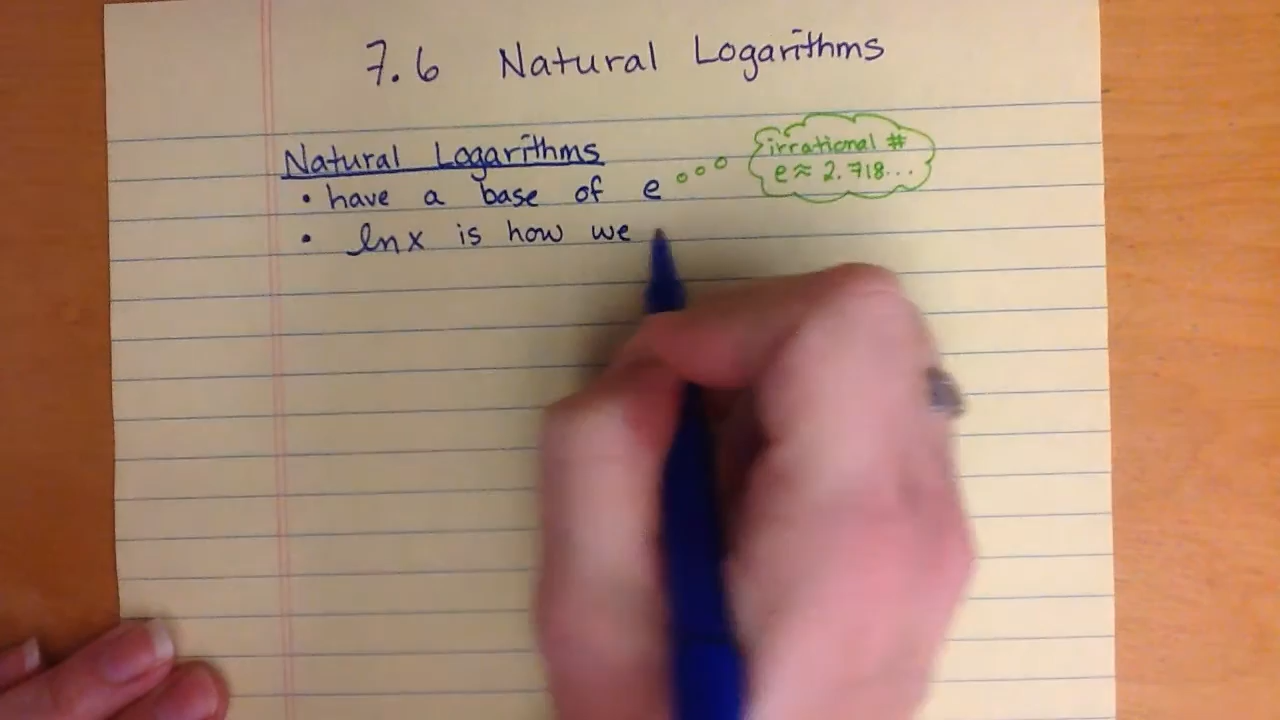 7.6 Natural Logarithms
Natural Logarithms
• have a base of e
irrational #
e ≈ 2.718...
• ln x is how we